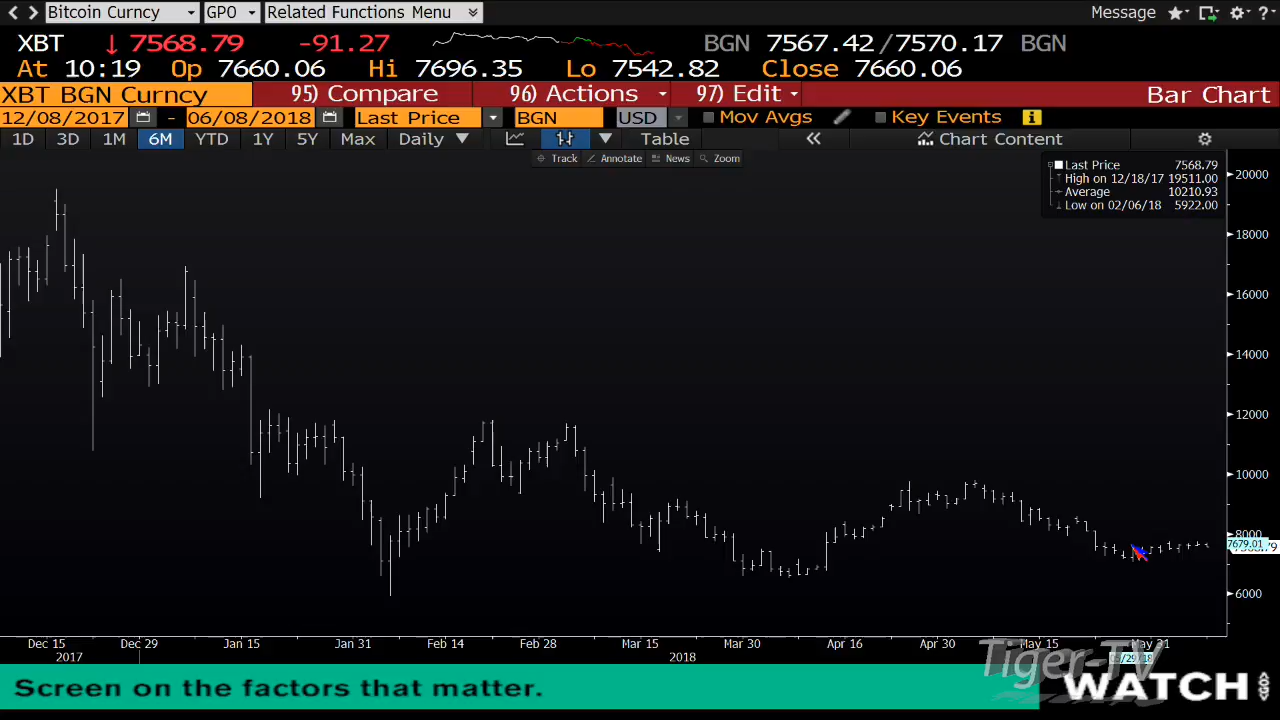 Bitcoin Curncy GPO Related Functions Menu Message
XBT 7568.79 -91.27 BGN 7567.42/7570.17 BGN
At 10:19 Op 7660.06 Hi 7696.35 Lo 7542.82 Close 7660.06
XBT BGN Curncy 95) Compare 96) Actions 97) Edit Bar Chart
12/08/2017 - 06/08/2018 Last Price BGN USD Mov Avgs Key Events
1D 3D 1M 6M YTD 1Y 5Y Max Daily Table Chart Content
Track Annotate News Zoom
Last Price 7568.79
High on 12/18/17 19511.00
Average 10210.93
Low on 02/06/18 5922.00
20000
18000
16000
14000
12000
10000
8000
7679.01
6000
Dec 15 Dec 29 Jan 15 Jan 31 Feb 14 Feb 28 Mar 15 Mar 30 Apr 16 Apr 30 May 15 May 31
2017 2018 05/29/18
Tiger-TV
Screen on the factors that matter. WATCH